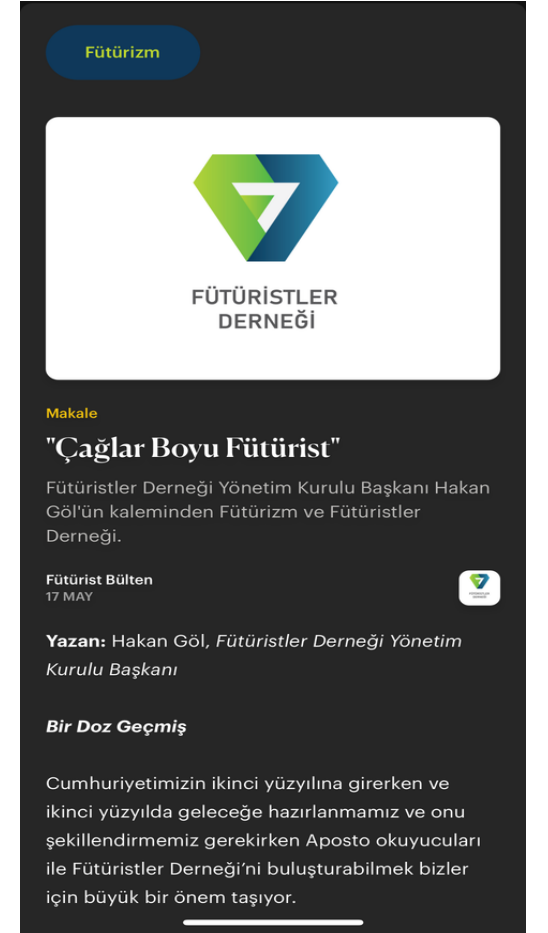 Fütürizm
FÜTÜRİSTLER
DERNEĞİ
Makale
"Çağlar Boyu Fütürist"
Fütüristler Derneği Yönetim Kurulu Başkanı Hakan
Göl'ün kaleminden Fütürizm ve Fütüristler
Derneği.
Fütürist Bülten
17 MAY
Yazan: Hakan Göl, Fütüristler Derneği Yönetim
Kurulu Başkanı
Bir Doz Geçmiş
Cumhuriyetimizin ikinci yüzyılına girerken ve
ikinci yüzyılda geleceğe hazırlanmamız ve onu
şekillendirmemiz gerekirken Aposto okuyucuları
ile Fütüristler Derneği’ni buluşturabilmek bizler
için büyük bir önem taşıyor.